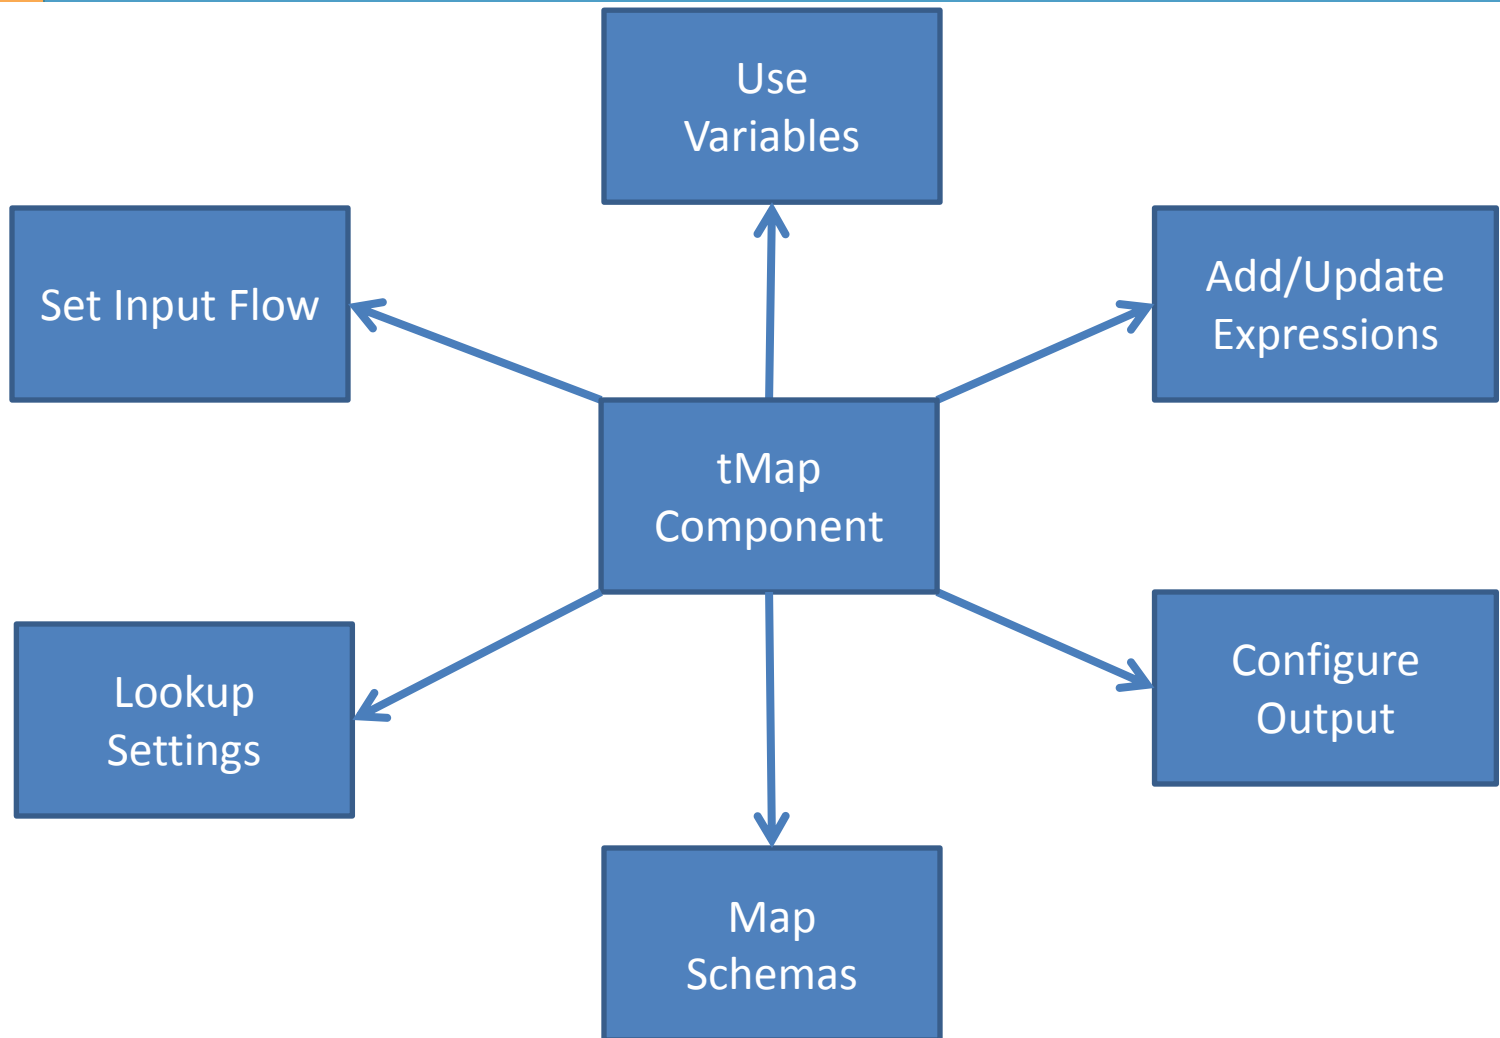 Use
Variables
Set Input Flow
Add/Update
Expressions
tMap
Component
Lookup
Settings
Configure
Output
Map
Schemas